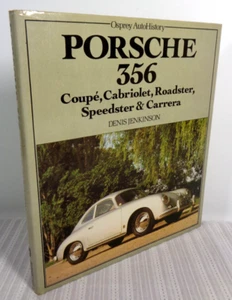 Osprey AutoHistory
PORSCHE
356
Coupé, Cabriolet, Roadster,
Speedster & Carrera
DENIS JENKINSON